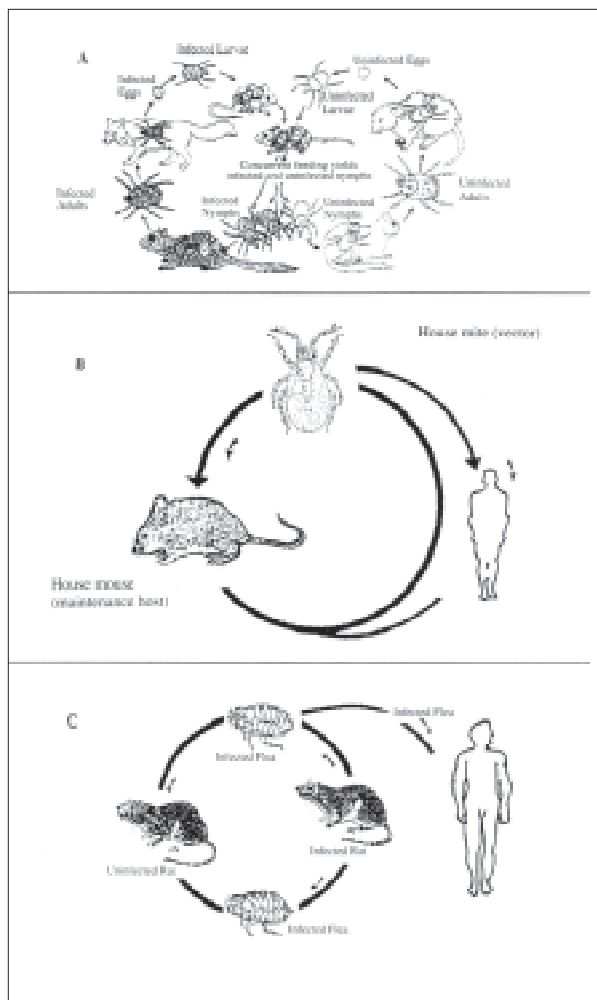 A
Infected Larvae
Uninfected Eggs
Infected
Eggs
Uninfected
Larvae
Concurrent feeding yields
infected and uninfected nymphs
Infected
Adults
Infected
Nymphs
Uninfected
Nymphs
Uninfected
Adults
B
House mite (vector)
House mouse
(maintenance host)
C
Infected Flea
Infected Flea
Uninfected Rat
Infected Rat
Infected Flea